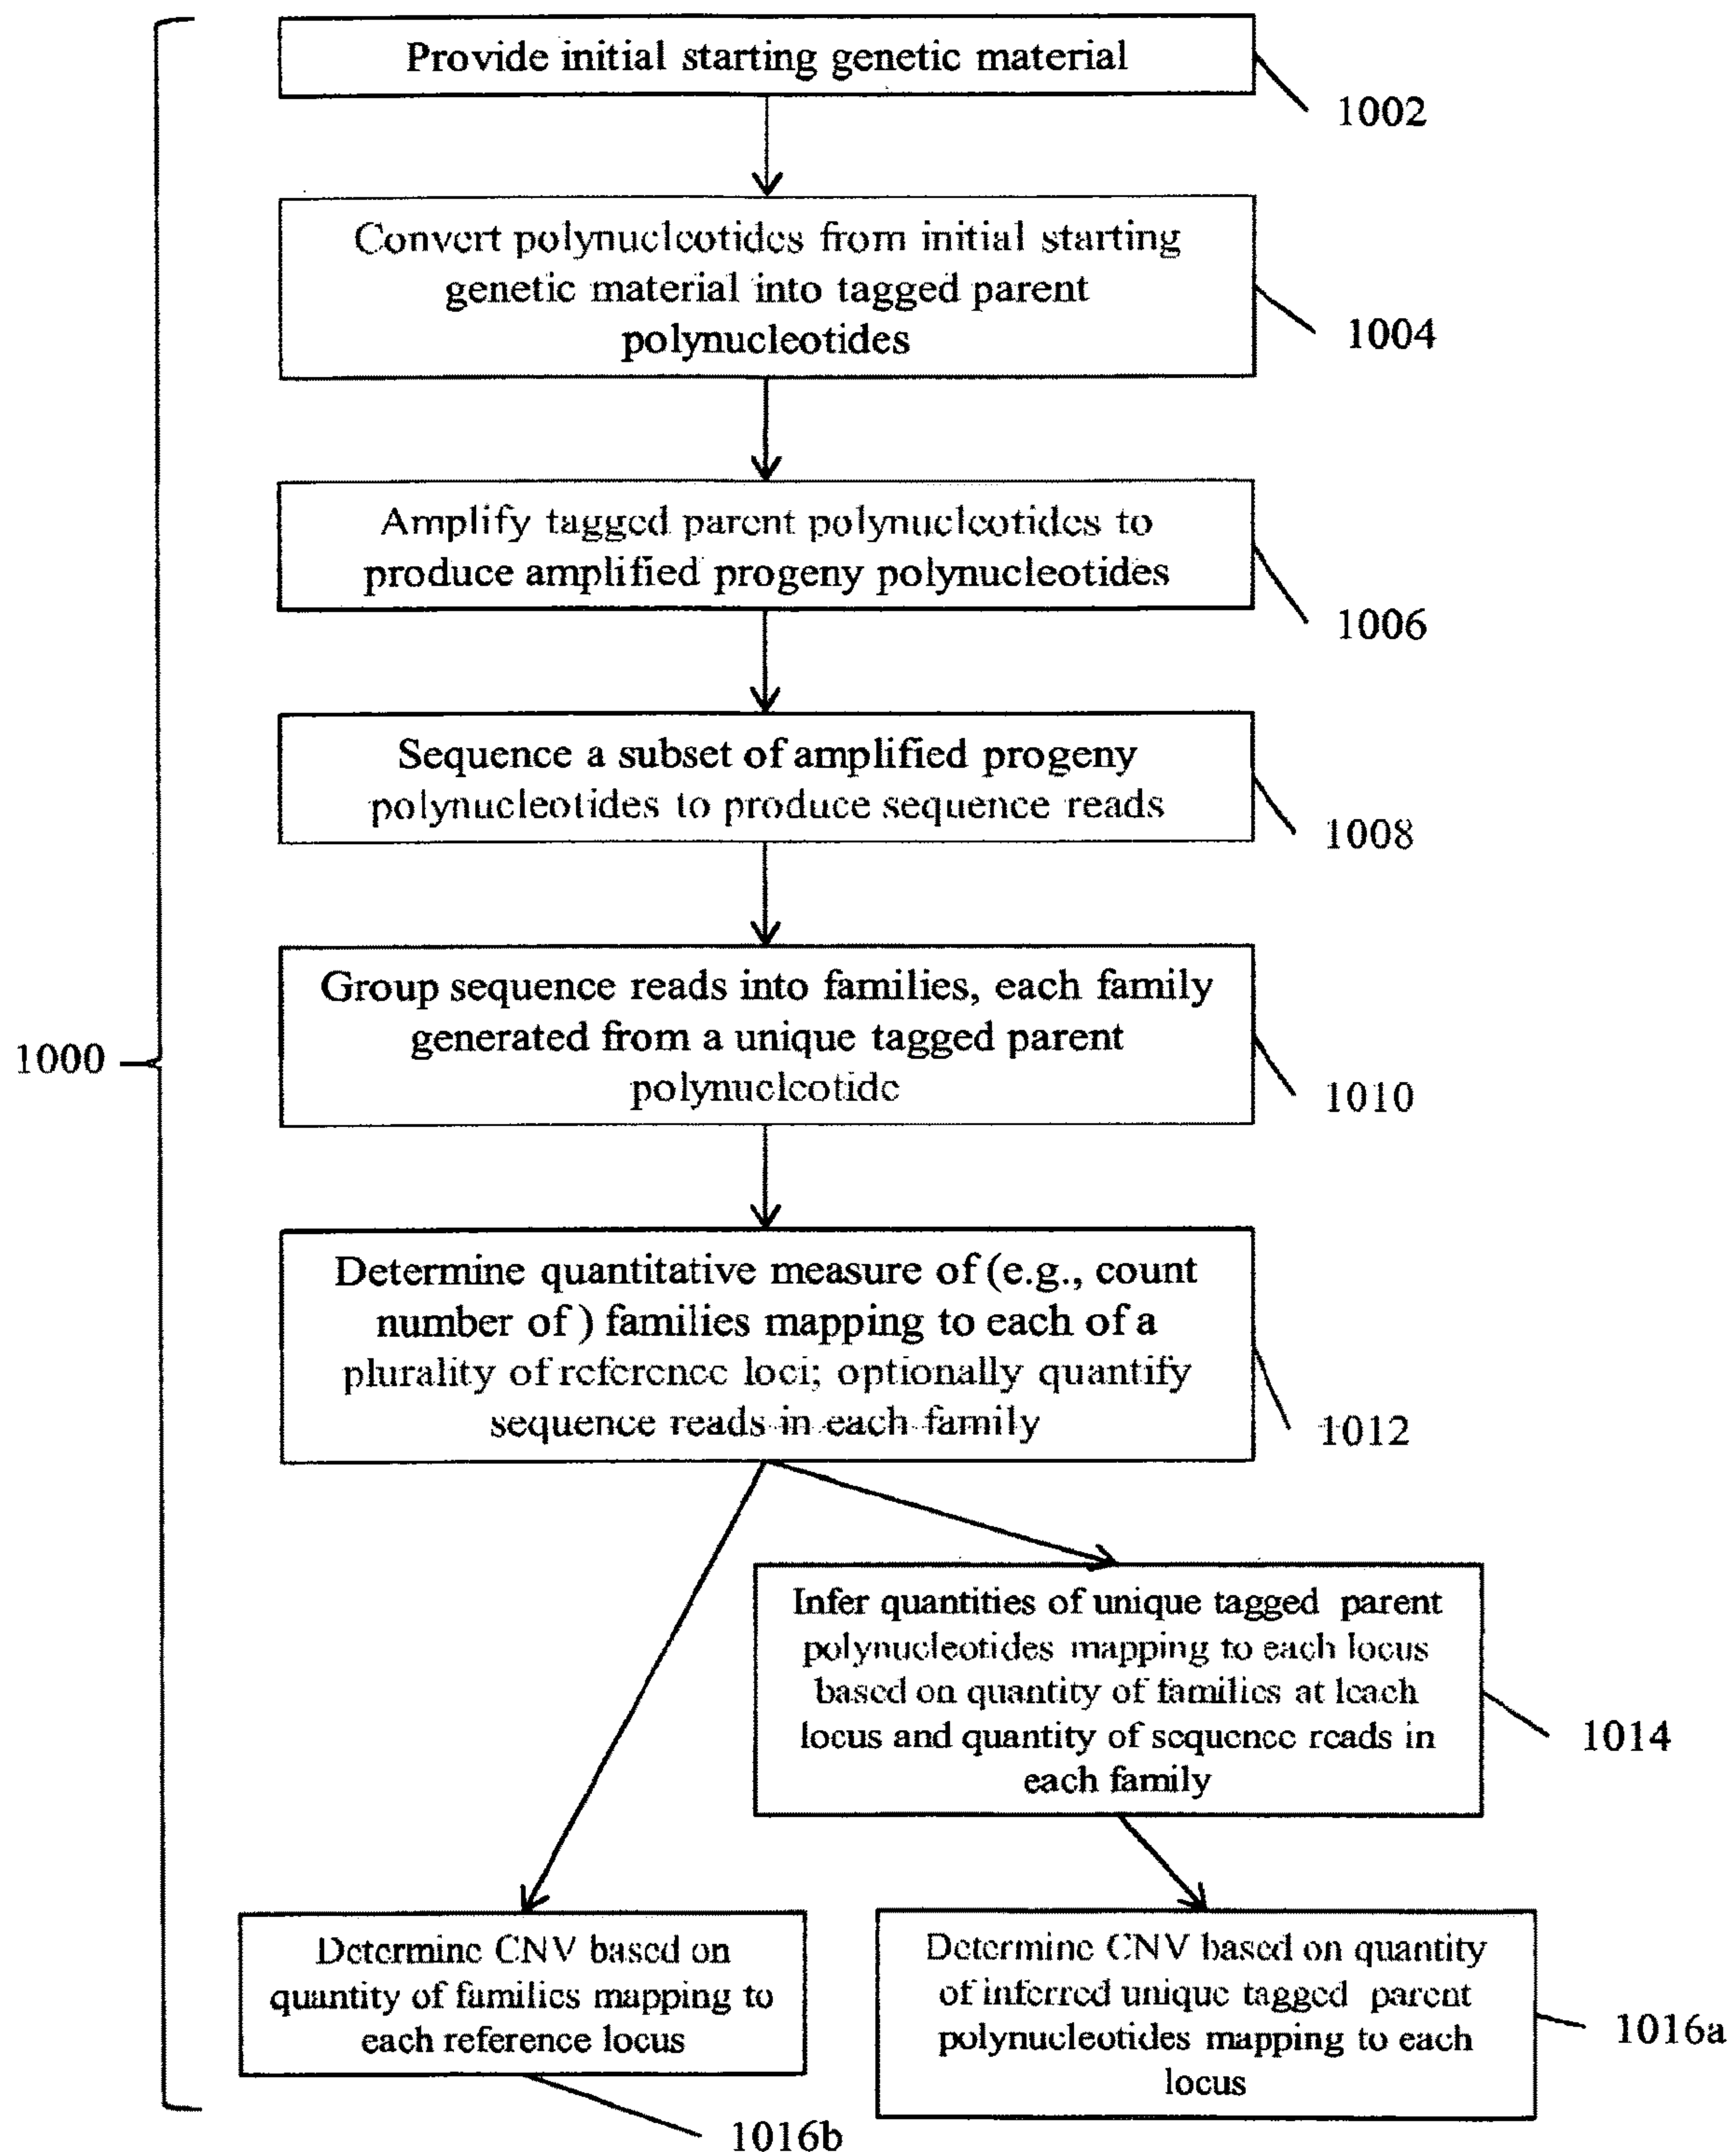 Provide initial starting genetic material
1002
Convert polynucleotides from initial starting
genetic material into tagged parent
polynucleotides
1004
Amplify tagged parent polynucleotides to
produce amplified progeny polynucleotides
1006
Sequence a subset of amplified progeny
polynucleotides to produce sequence reads
1008
Group sequence reads into families, each family
generated from a unique tagged parent
polynucleotide
1000
1010
Determine quantitative measure of (e.g., count
number of ) families mapping to each of a
plurality of reference loci; optionally quantify
sequence reads in each family
1012
Infer quantities of unique tagged parent
polynucleotides mapping to each locus
based on quantity of families at leach
locus and quantity of sequence reads in
each family
1014
Determine CNV based on
quantity of families mapping to
each reference locus
1016b
Determine CNV based on quantity
of inferred unique tagged parent
polynucleotides mapping to each
locus
1016a